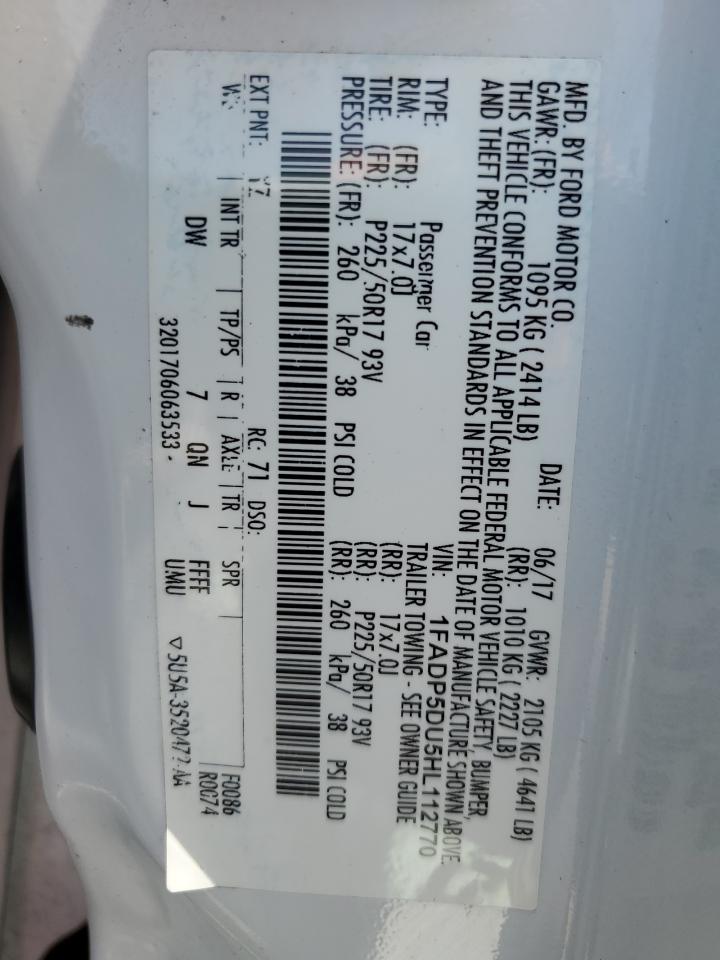 MFD. BY FORD MOTOR CO. DATE: 06/17 GVWR: 2105 KG ( 4641 LB)
GAWR: (FR): 1095 KG ( 2414 LB) (RR): 1010 KG ( 2227 LB)
THIS VEHICLE CONFORMS TO ALL APPLICABLE FEDERAL MOTOR VEHICLE SAFETY, BUMPER,
AND THEFT PREVENTION STANDARDS IN EFFECT ON THE DATE OF MANUFACTURE SHOWN ABOVE.
VIN: 1FADP5DU5HL112770
TYPE: Passenger Car TRAILER TOWING - SEE OWNER GUIDE
RIM: (FR): 17x7.0J (RR): 17x7.0J
TIRE: (FR): P225/50R17 93V (RR): P225/50R17 93V
PRESSURE: (FR): 260 kPa/ 38 PSI COLD (RR): 260 kPa/ 38 PSI COLD
EXT PNT: YZ RC: 71 DSO: F0086
INT TR TP/PS R AXLE TR SPR R0C74
DW 7 QN J FFFF
UMU
3201706063533 ▽5U5A-3520472-AA